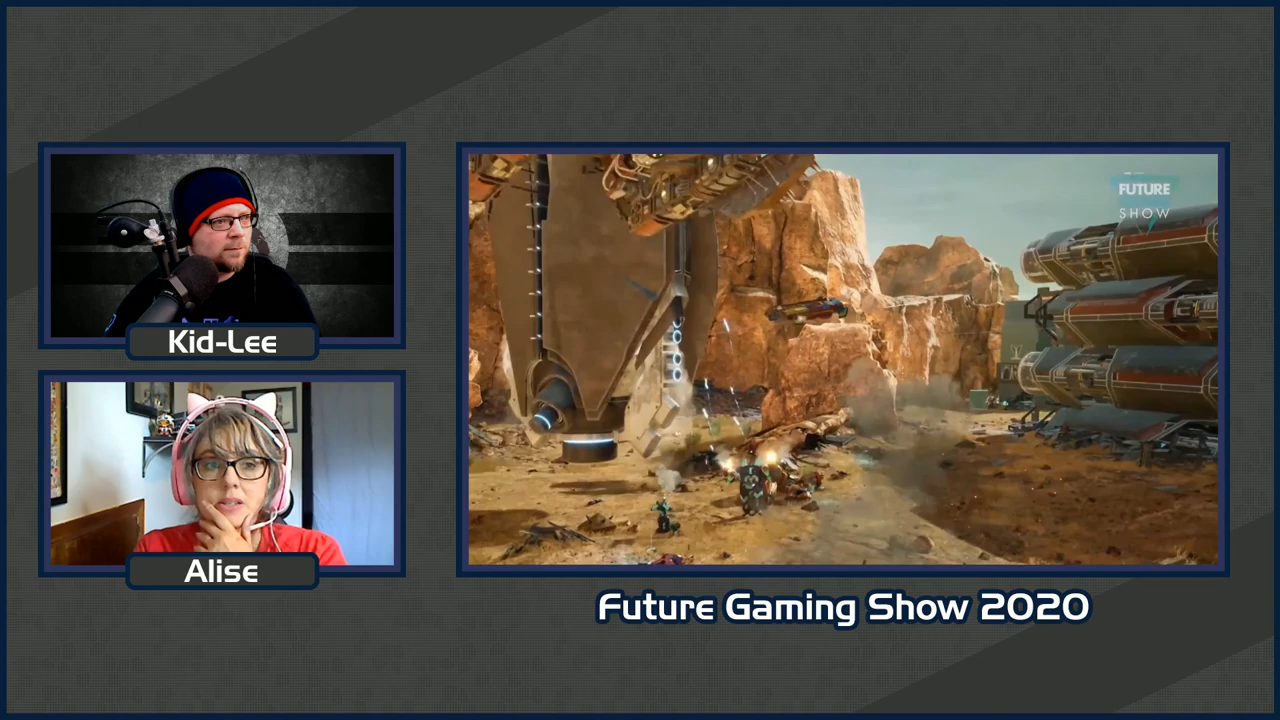 Kid-Lee
Alise
FUTURE
SHOW
Future Gaming Show 2020